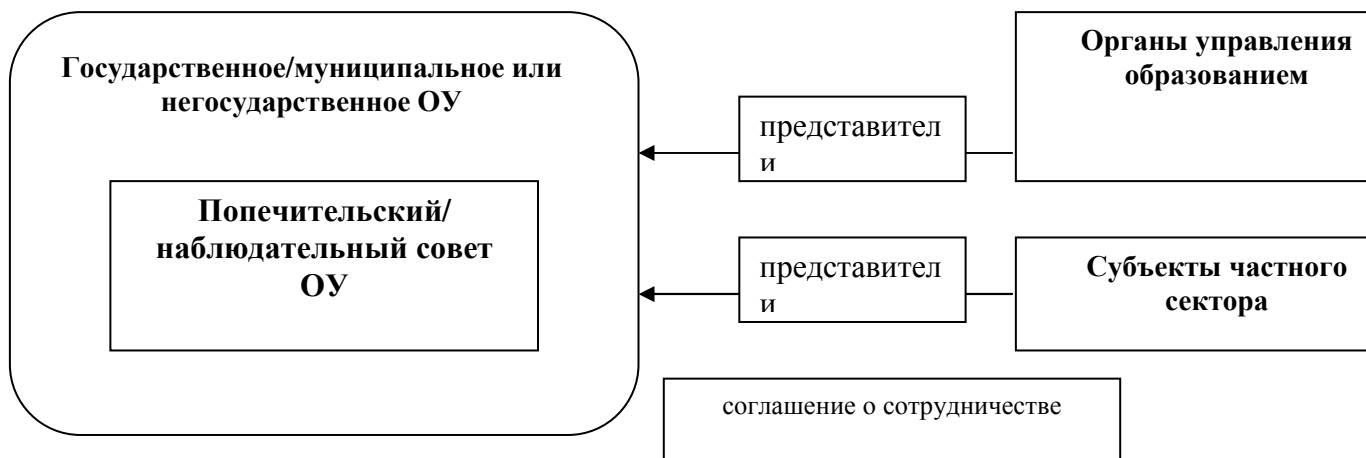 Государственное/муниципальное или
негосударственное ОУ
Попечительский/
наблюдательный совет
ОУ
представител
и
Органы управления
образованием
представител
и
Субъекты частного
сектора
соглашение о сотрудничестве